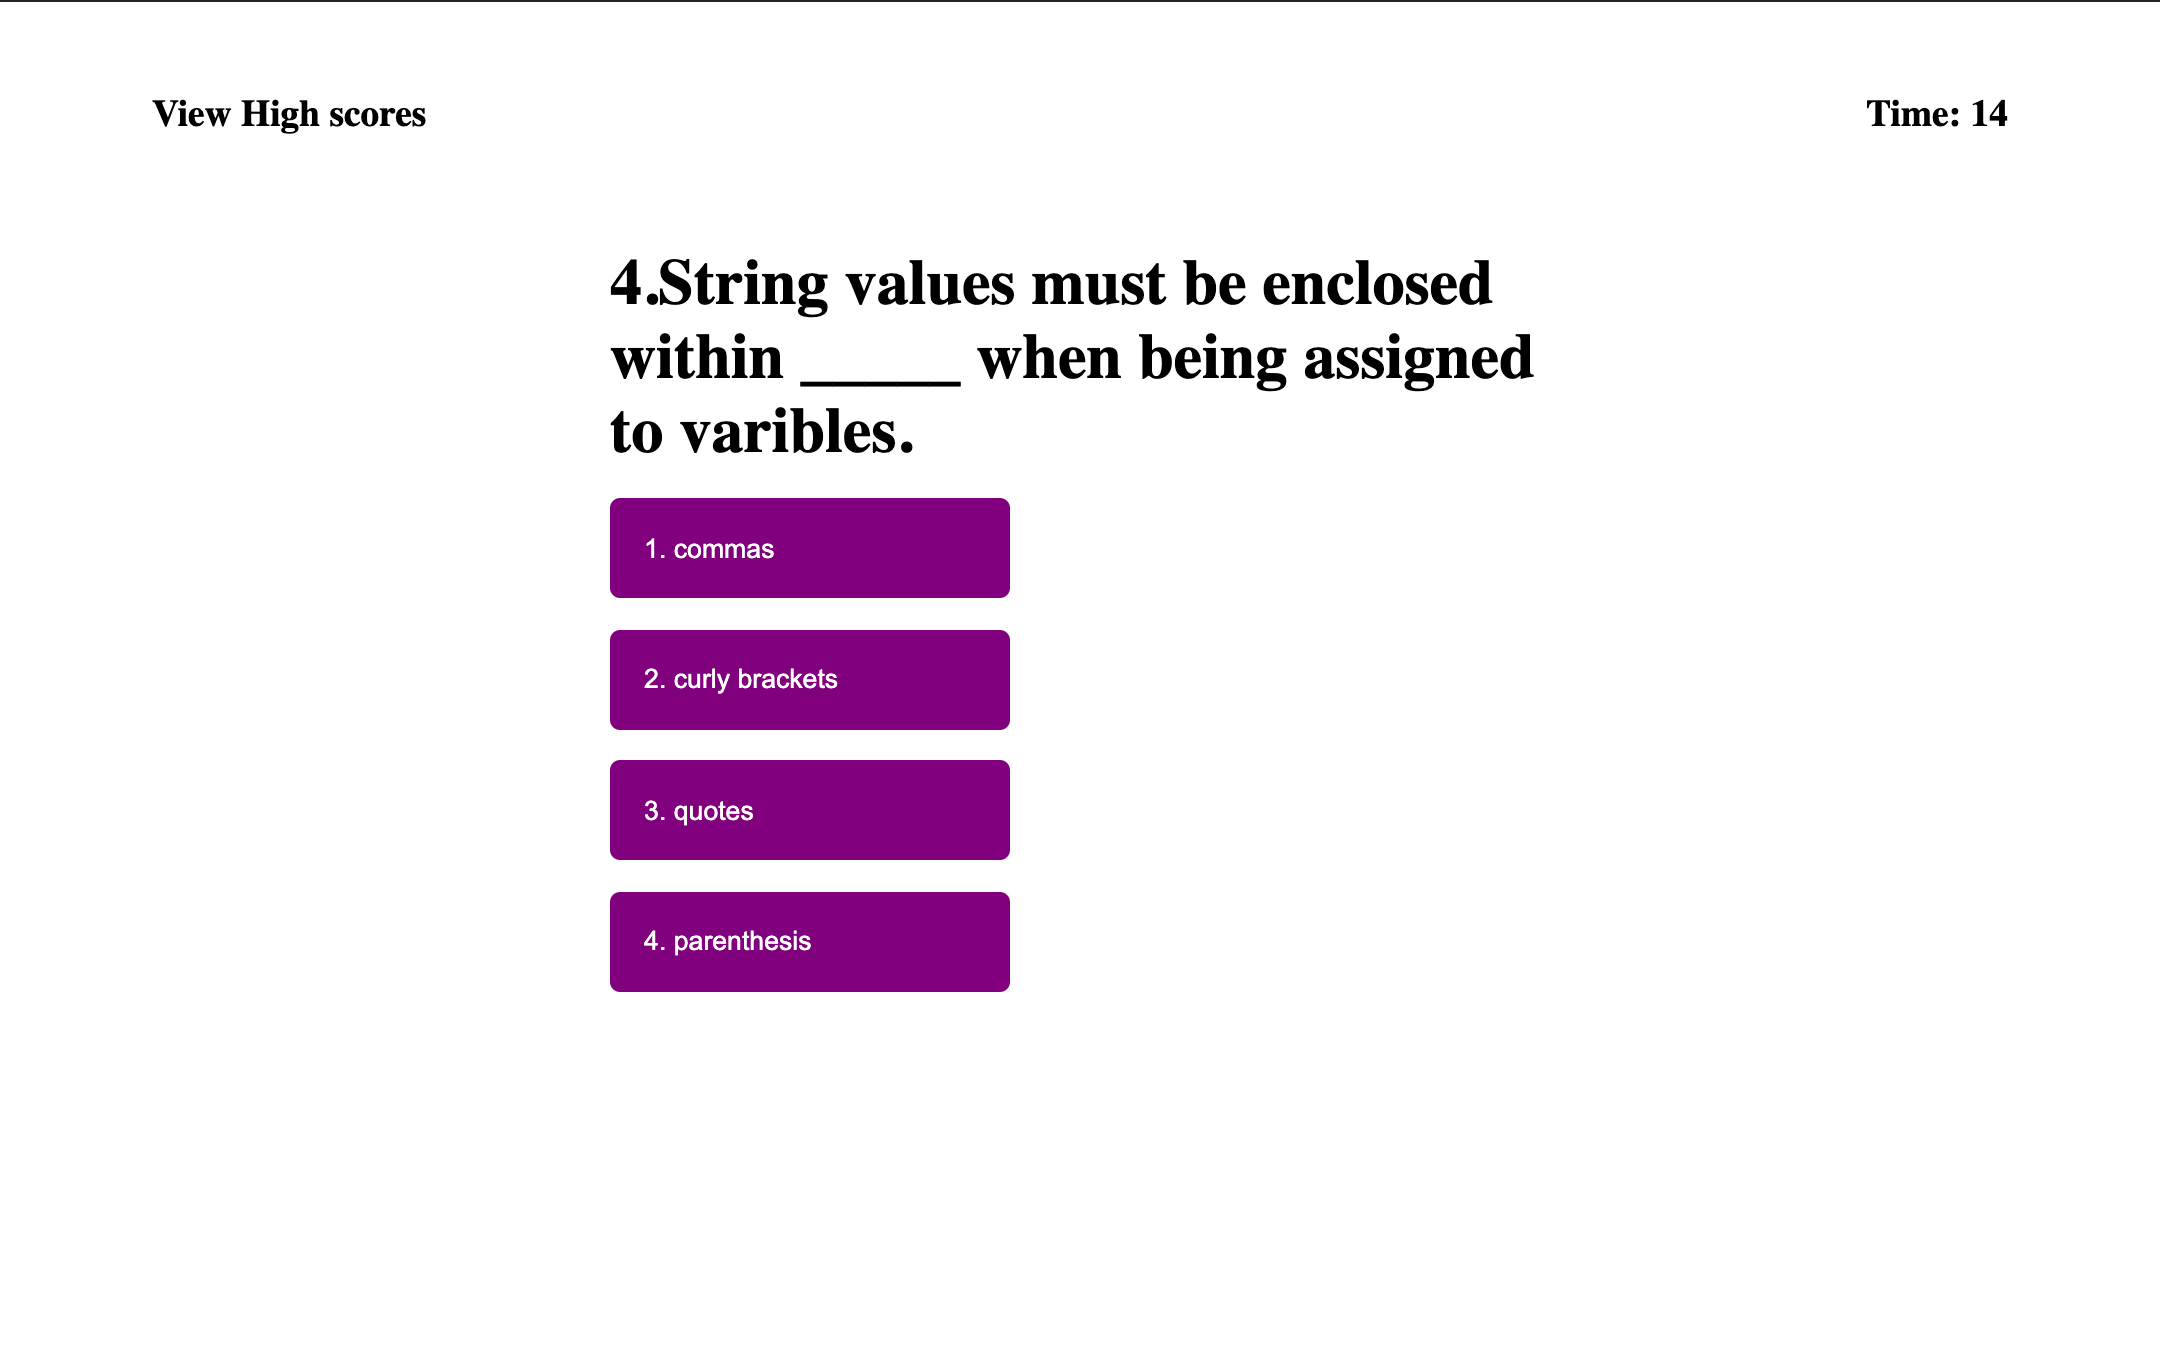 View High scores
Time: 14
4.String values must be enclosed
within _____ when being assigned
to varibles.
1. commas
2. curly brackets
3. quotes
4. parenthesis